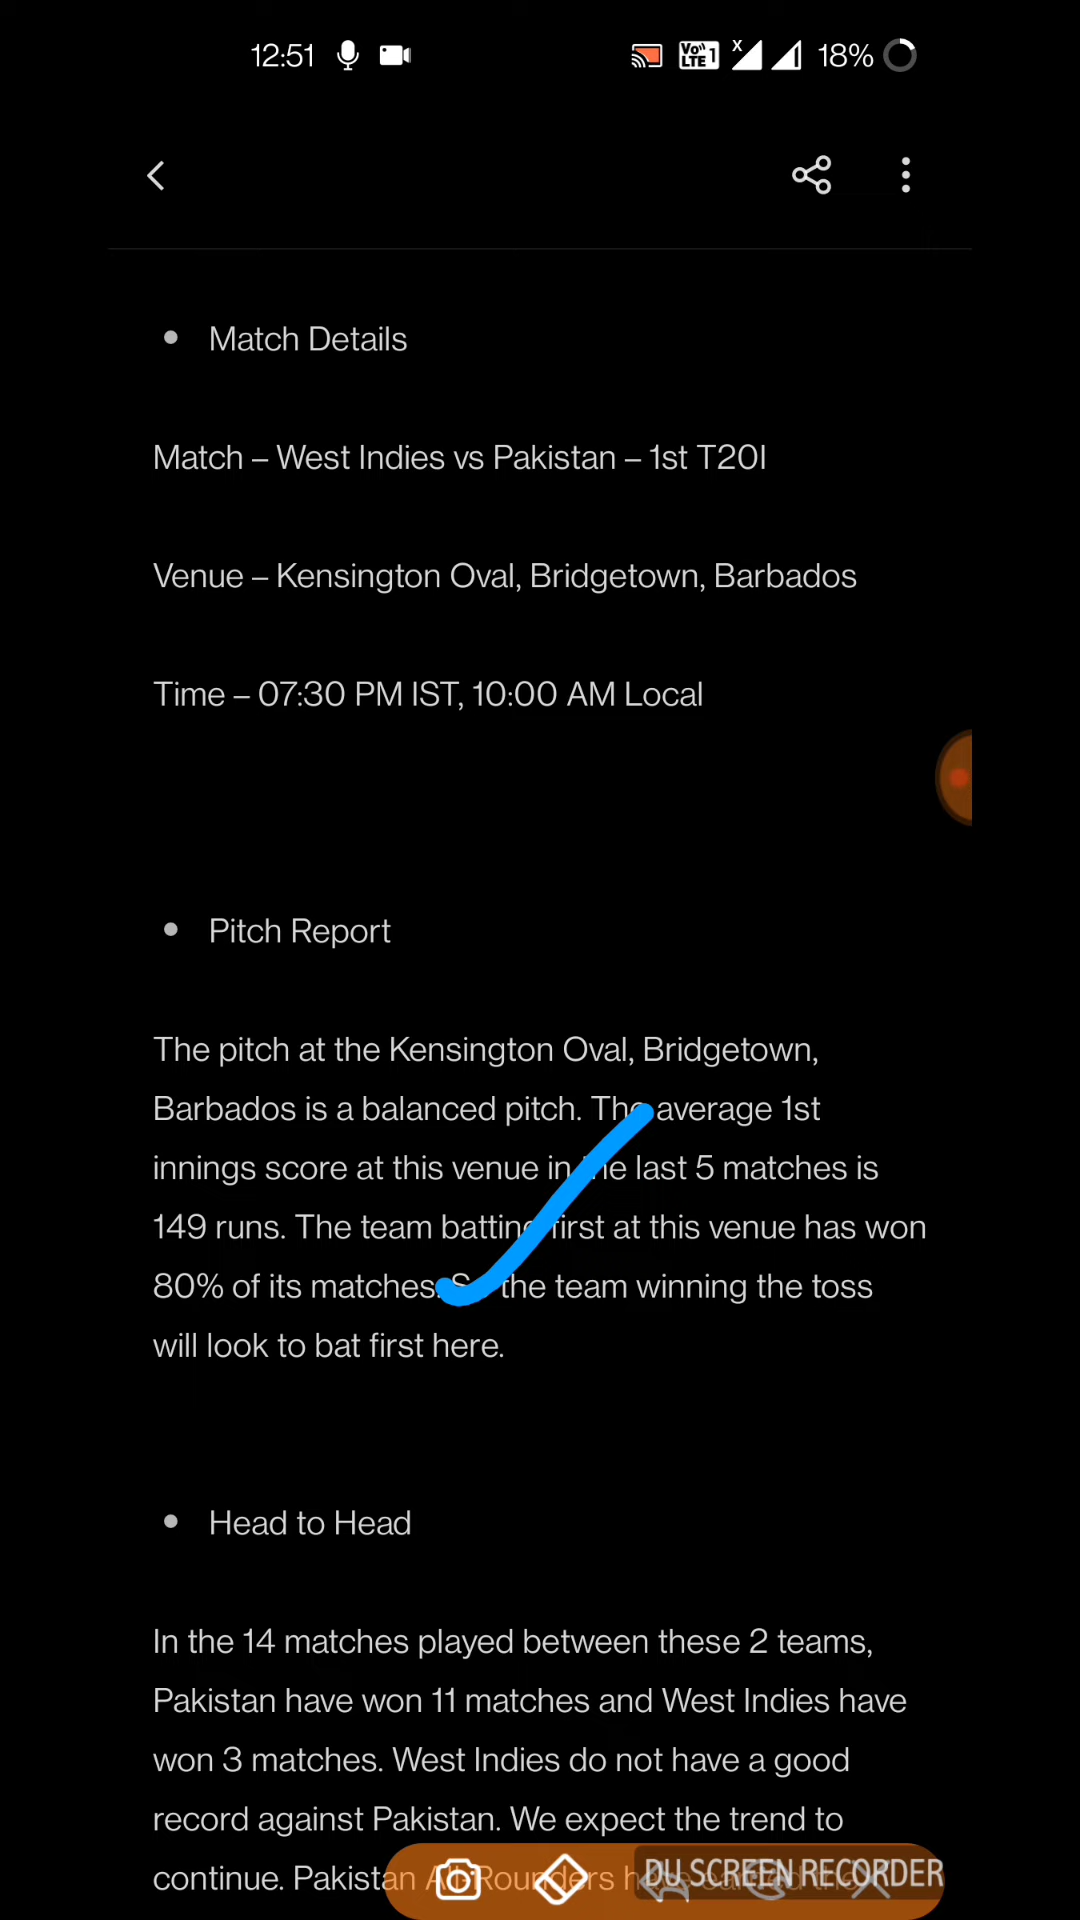 12:51 Vo)) LTE 1 x 18%
Match Details
Match – West Indies vs Pakistan – 1st T20I
Venue – Kensington Oval, Bridgetown, Barbados
Time – 07:30 PM IST, 10:00 AM Local
Pitch Report
The pitch at the Kensington Oval, Bridgetown,
Barbados is a balanced pitch. The average 1st
innings score at this venue in the last 5 matches is
149 runs. The team batting first at this venue has won
80% of its matches. So the team winning the toss
will look to bat first here.
Head to Head
In the 14 matches played between these 2 teams,
Pakistan have won 11 matches and West Indies have
won 3 matches. West Indies do not have a good
record against Pakistan. We expect the trend to
continue. Pakistan All-Rounders
DU SCREEN RECORDER